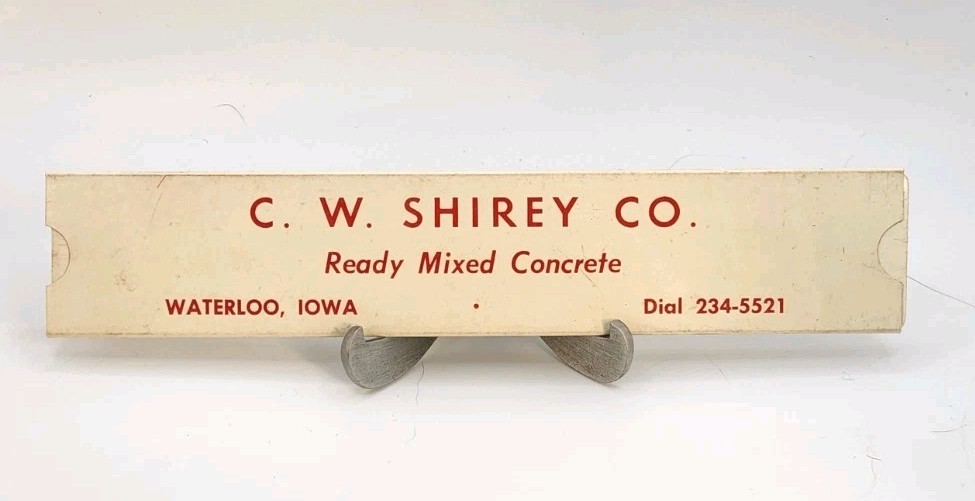 C. W. SHIREY CO.
Ready Mixed Concrete
WATERLOO, IOWA • Dial 234-5521